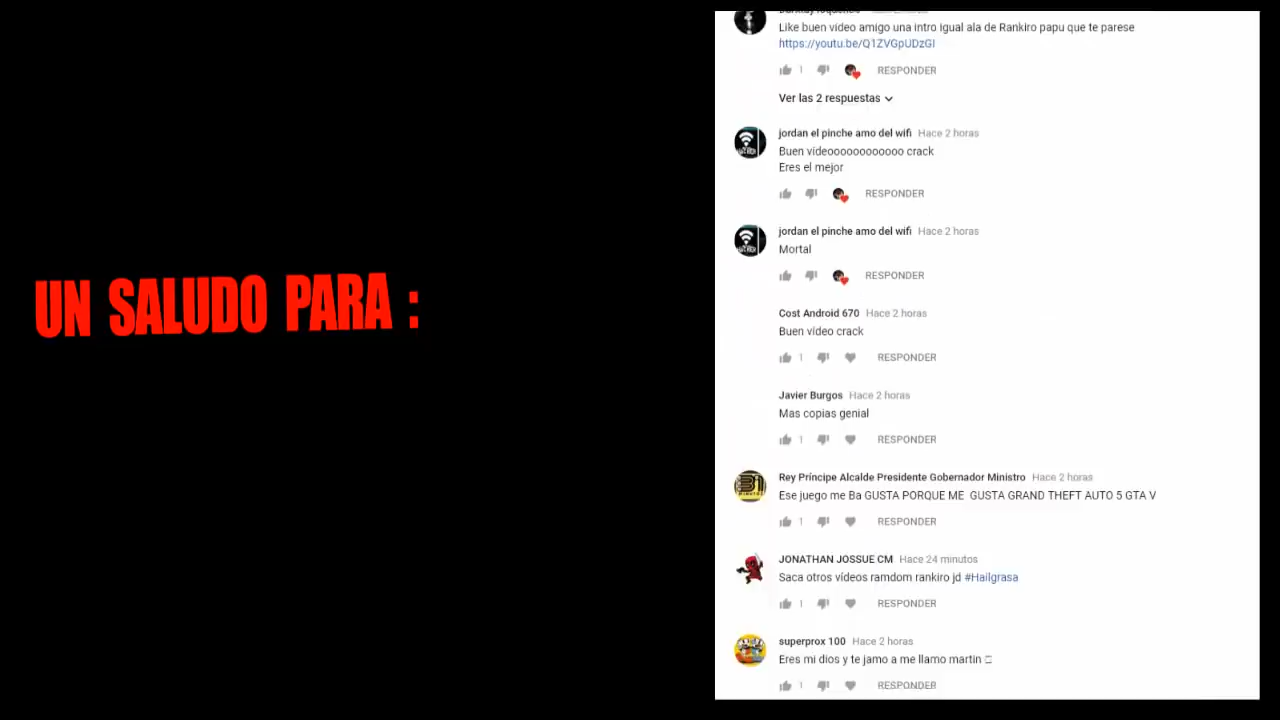 UN SALUDO PARA :
Like buen video amigo una intro igual ala de Rankiro papu que te parese
https://youtu.be/Q1ZVGpUDzGI
1 RESPONDER
Ver las 2 respuestas
jordan el pinche amo del wifi Hace 2 horas
Buen vídeoooooooooooo crack
Eres el mejor
RESPONDER
jordan el pinche amo del wifi Hace 2 horas
Mortal
RESPONDER
Cost Android 670 Hace 2 horas
Buen vídeo crack
1 RESPONDER
Javier Burgos Hace 2 horas
Mas copias genial
1 RESPONDER
Rey Príncipe Alcalde Presidente Gobernador Ministro Hace 2 horas
Ese juego me Ba GUSTA PORQUE ME GUSTA GRAND THEFT AUTO 5 GTA V
1 RESPONDER
JONATHAN JOSSUE CM Hace 24 minutos
Saca otros vídeos ramdom rankiro jd #Hailgrasa
1 RESPONDER
superprox 100 Hace 2 horas
Eres mi dios y te jamo a me llamo martin
1 RESPONDER